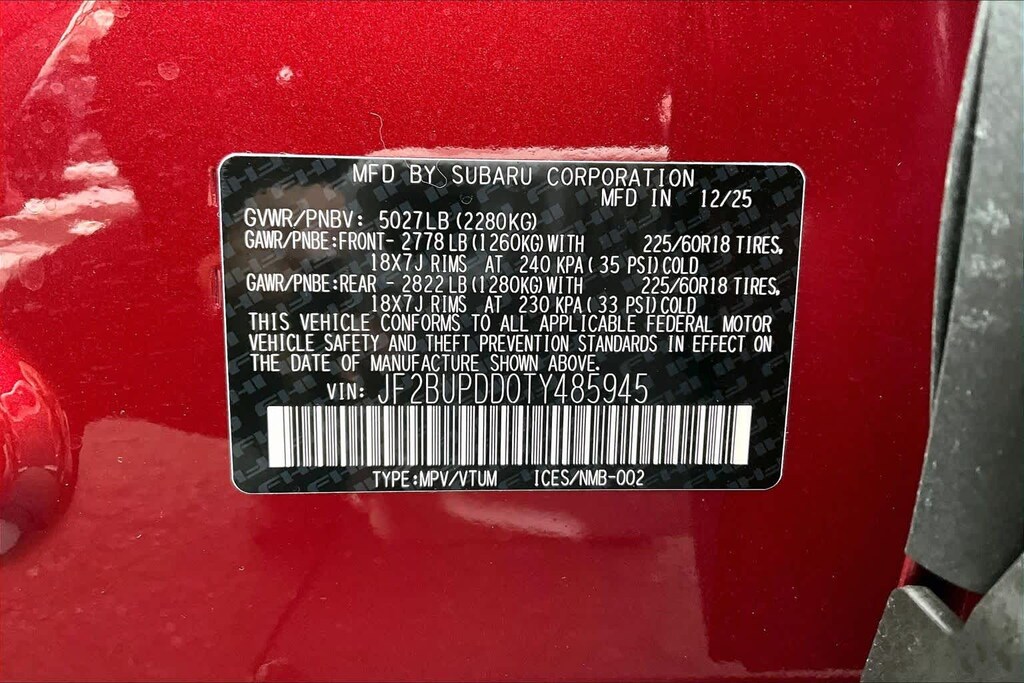 MFD BY SUBARU CORPORATION
MFD IN 12/25
GVWR/PNBV: 5027LB (2280KG)
GAWR/PNBE:FRONT- 2778 LB (1260KG) WITH 225/60R18 TIRES,
18X7J RIMS AT 240 KPA ( 35 PSI) COLD
GAWR/PNBE:REAR - 2822 LB (1280KG) WITH 225/60R18 TIRES,
18X7J RIMS AT 230 KPA ( 33 PSI) COLD
THIS VEHICLE CONFORMS TO ALL APPLICABLE FEDERAL MOTOR
VEHICLE SAFETY AND THEFT PREVENTION STANDARDS IN EFFECT ON
THE DATE OF MANUFACTURE SHOWN ABOVE.
VIN: JF2BUPDD0TY485945
TYPE:MPV/VTUM ICES/NMB-002